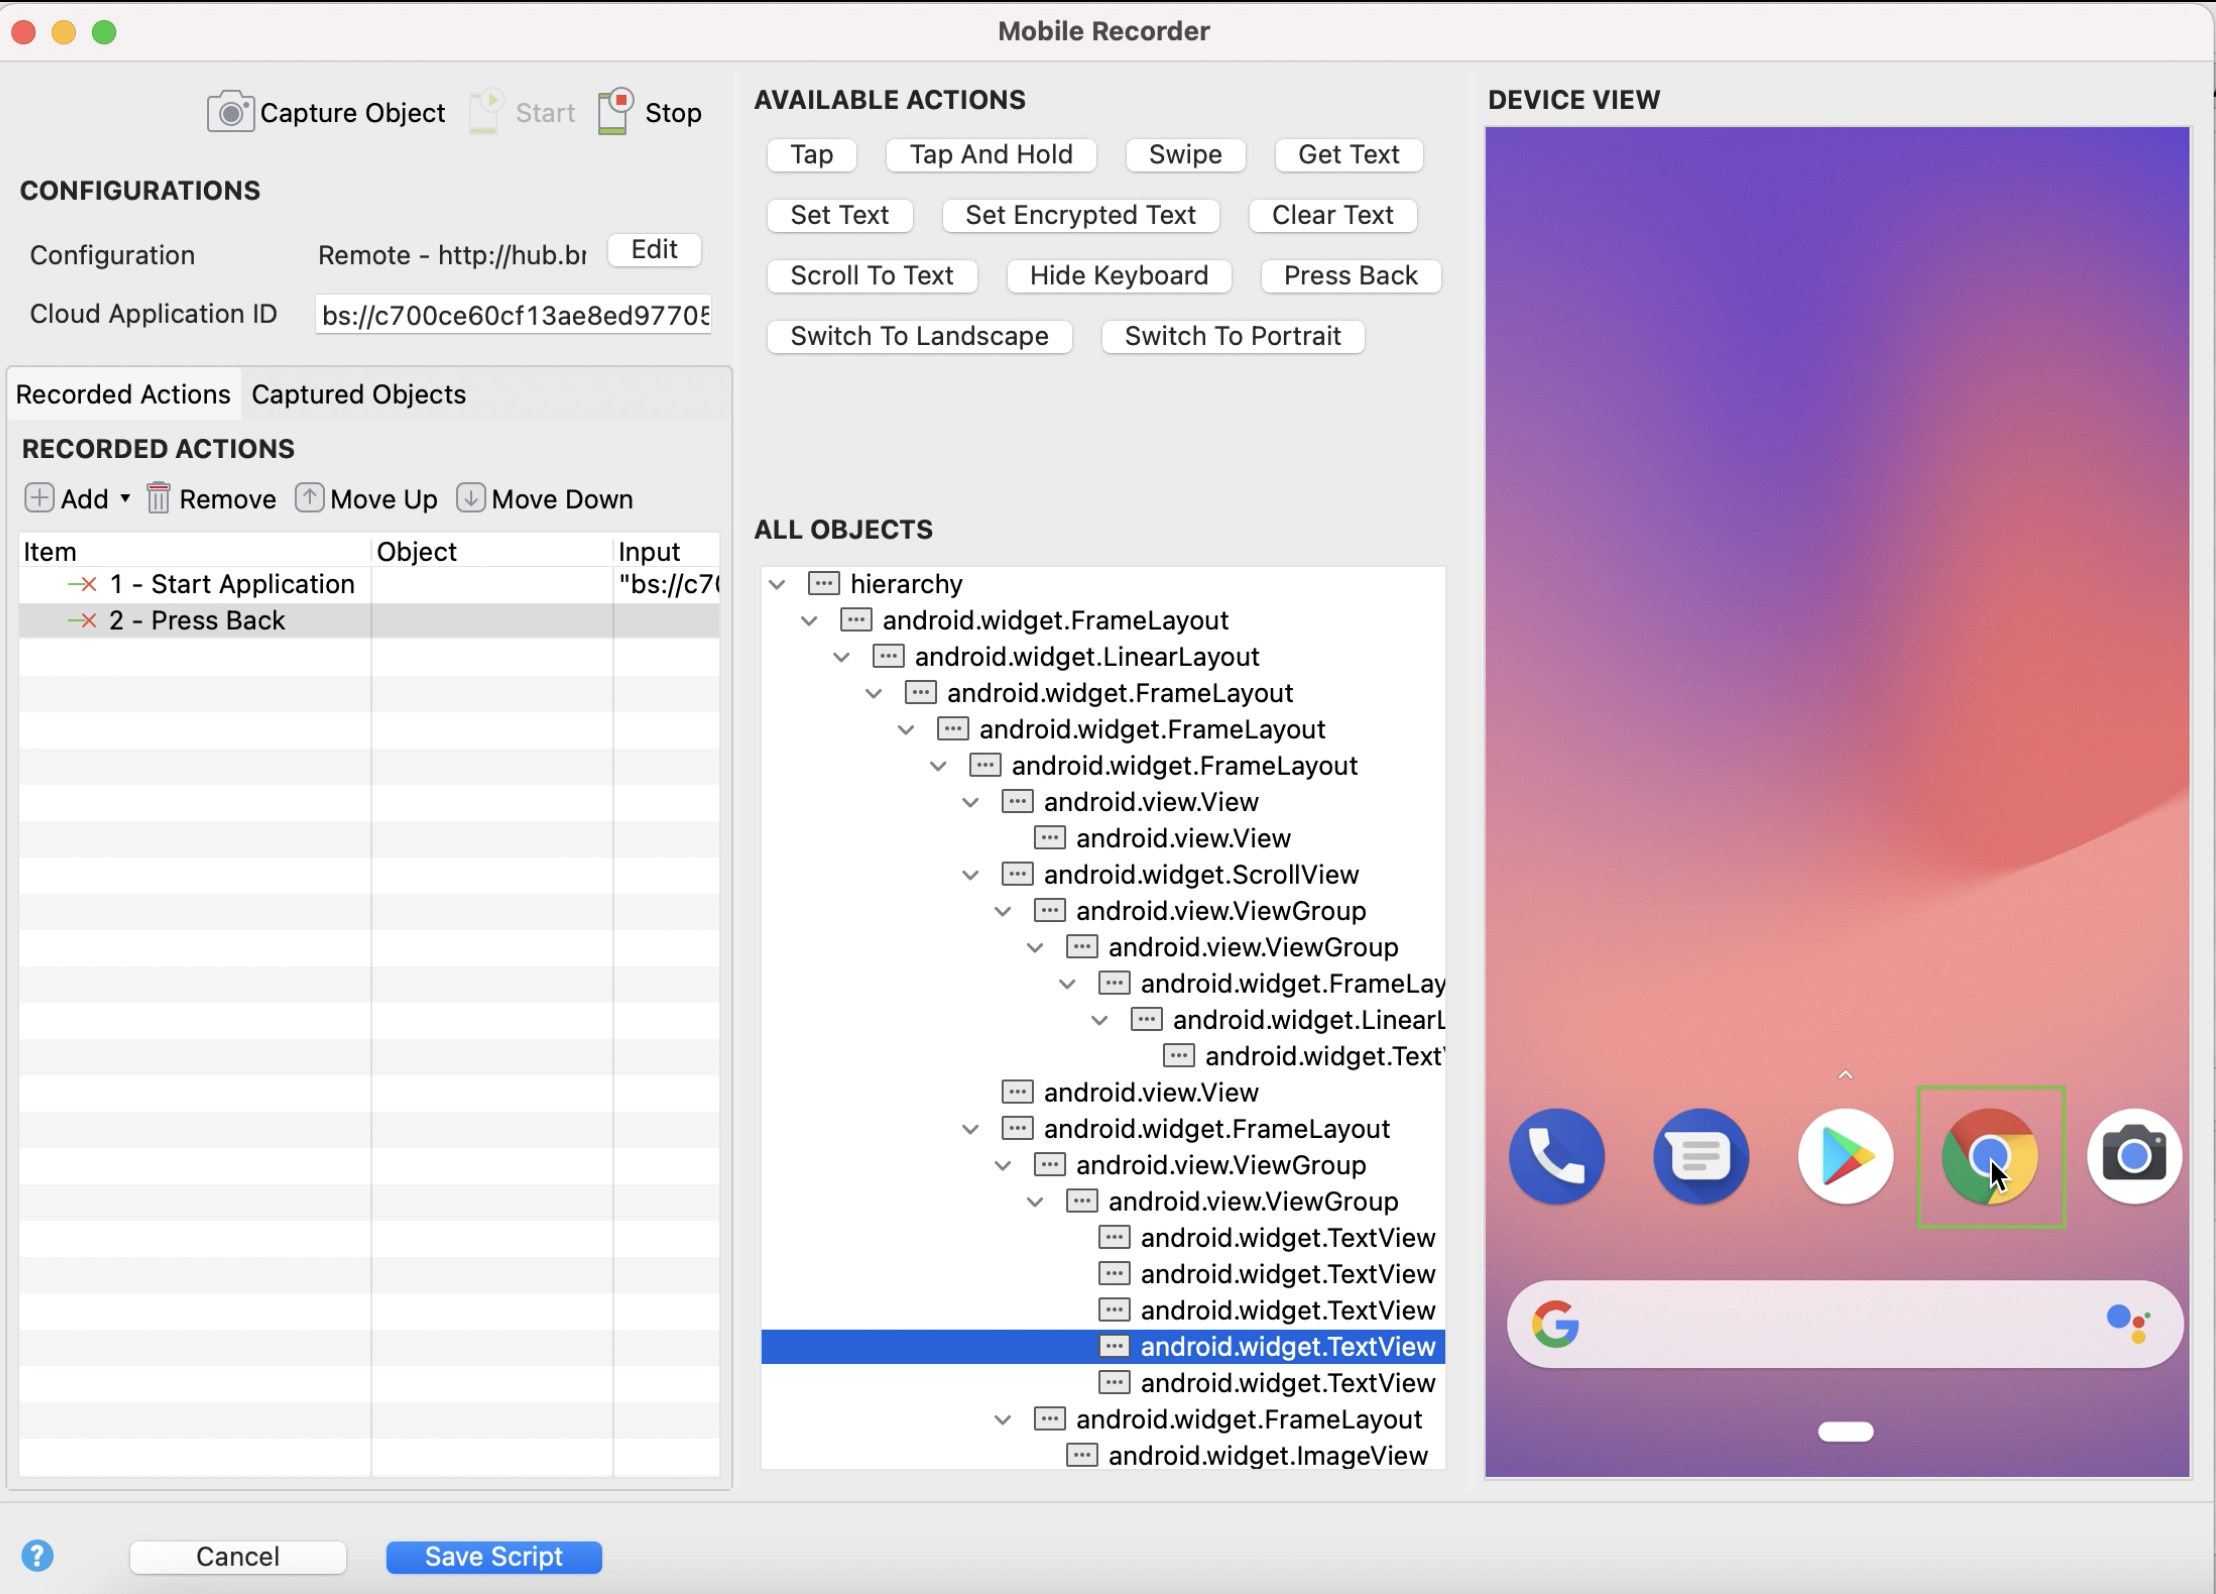 Mobile Recorder
Capture Object Start Stop
CONFIGURATIONS
Configuration Remote - http://hub.br Edit
Cloud Application ID bs://c700ce60cf13ae8ed97705
Recorded Actions Captured Objects
RECORDED ACTIONS
Add Remove Move Up Move Down
Item Object Input
1 - Start Application "bs://c70
2 - Press Back
AVAILABLE ACTIONS
Tap Tap And Hold Swipe Get Text
Set Text Set Encrypted Text Clear Text
Scroll To Text Hide Keyboard Press Back
Switch To Landscape Switch To Portrait
ALL OBJECTS
hierarchy
android.widget.FrameLayout
android.widget.LinearLayout
android.widget.FrameLayout
android.widget.FrameLayout
android.widget.FrameLayout
android.view.View
android.view.View
android.widget.ScrollView
android.view.ViewGroup
android.view.ViewGroup
android.widget.FrameLay
android.widget.LinearL
android.widget.Text
android.view.View
android.widget.FrameLayout
android.view.ViewGroup
android.view.ViewGroup
android.widget.TextView
android.widget.TextView
android.widget.TextView
android.widget.TextView
android.widget.TextView
android.widget.FrameLayout
android.widget.ImageView
DEVICE VIEW
G
? Cancel Save Script